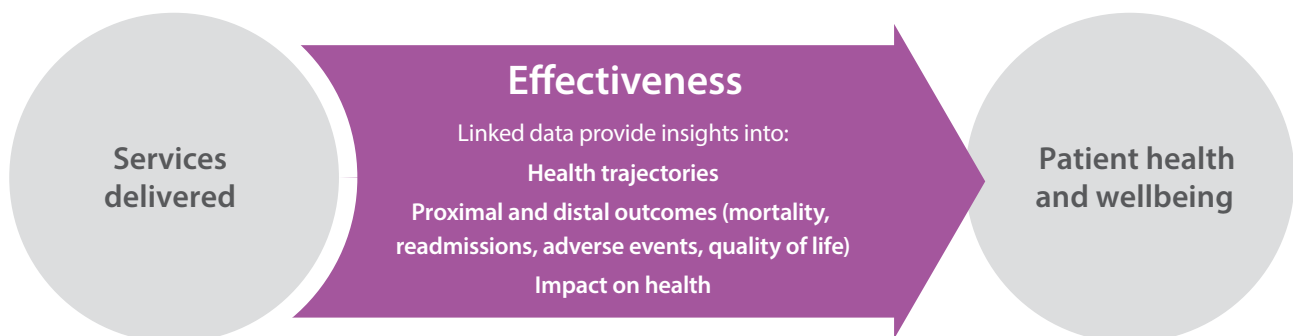 Services
delivered
Effectiveness
Linked data provide insights into:
Health trajectories
Proximal and distal outcomes (mortality,
readmissions, adverse events, quality of life)
Impact on health
Patient health
and wellbeing